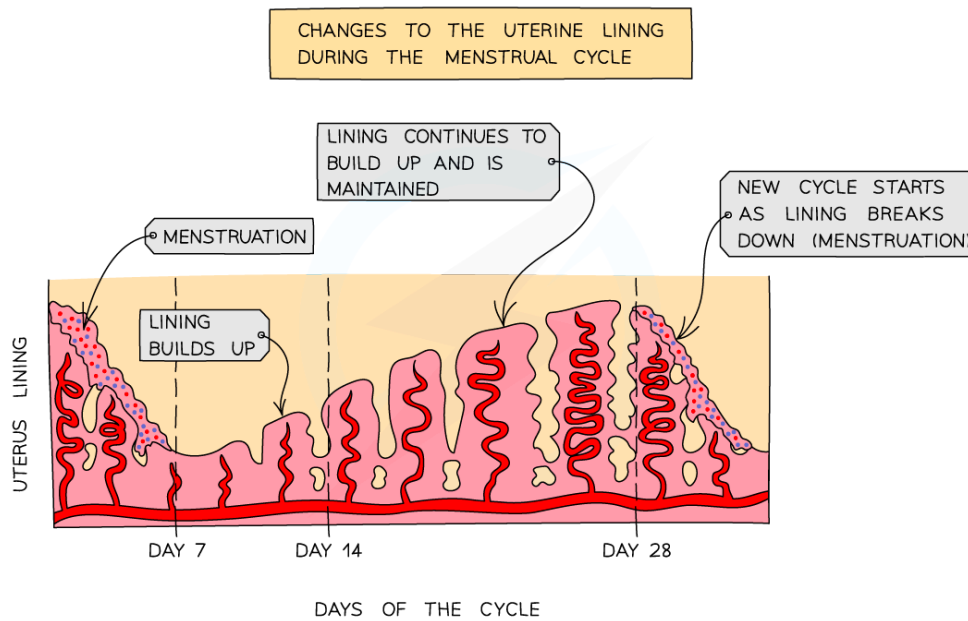 CHANGES TO THE UTERINE LINING
DURING THE MENSTRUAL CYCLE
LINING CONTINUES TO
BUILD UP AND IS
MAINTAINED
NEW CYCLE STARTS
AS LINING BREAKS
DOWN (MENSTRUATION)
MENSTRUATION
LINING
BUILDS UP
UTERUS LINING
DAY 7
DAY 14
DAY 28
DAYS OF THE CYCLE